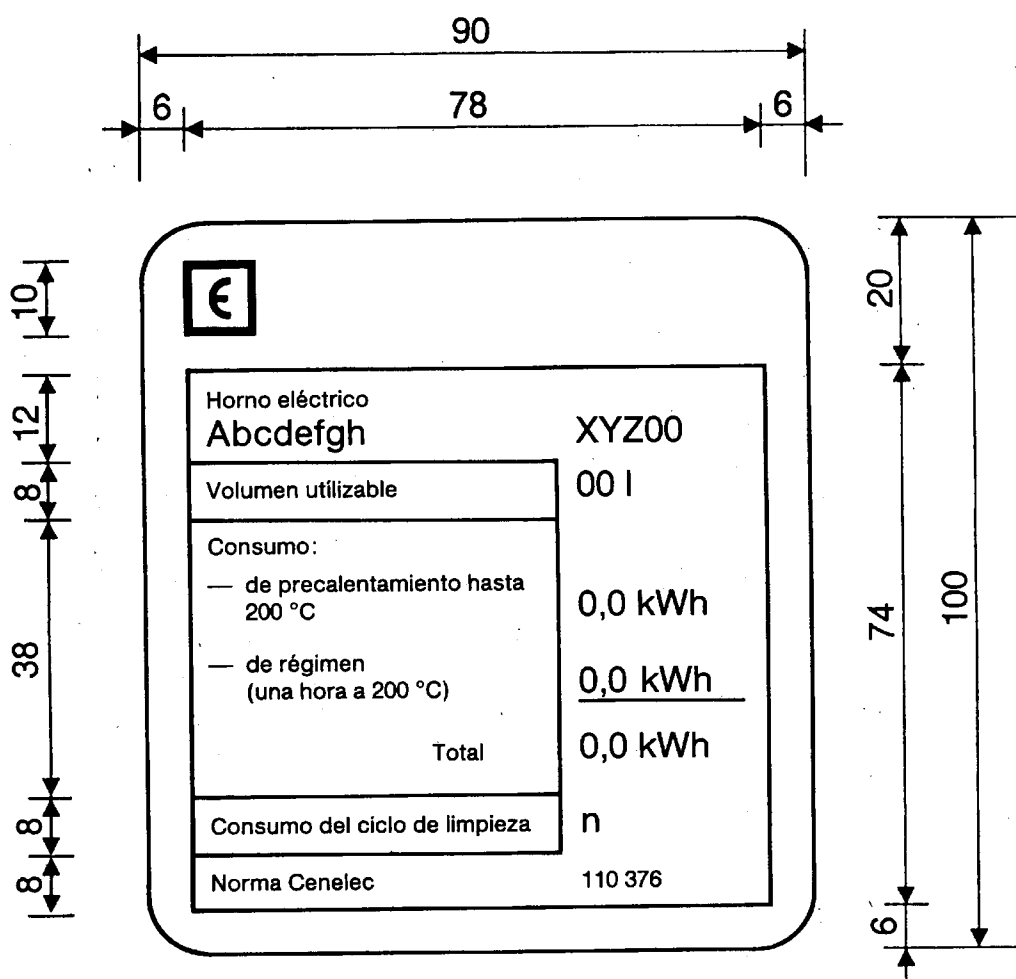 90
6 78 6
10
20
Є
12
Horno eléctrico
Abcdefgh XYZ00
8
Volumen utilizable 00 l
38
Consumo:
— de precalentamiento hasta
200 °C 0,0 kWh
74
100
— de régimen
(una hora a 200 °C) 0,0 kWh
Total 0,0 kWh
8
Consumo del ciclo de limpieza n
8
Norma Cenelec 110 376
6